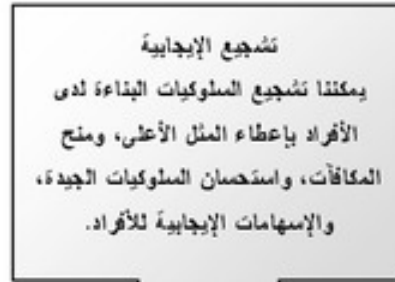 تشجيع الإيجابية
يمكننا تشجيع السلوكيات البناءة لدى
الأفراد بإعطاء المثل الأعلى، ومنح
المكافآت، واستحسان السلوكيات الجيدة،
والإسهامات الإيجابية للأفراد.